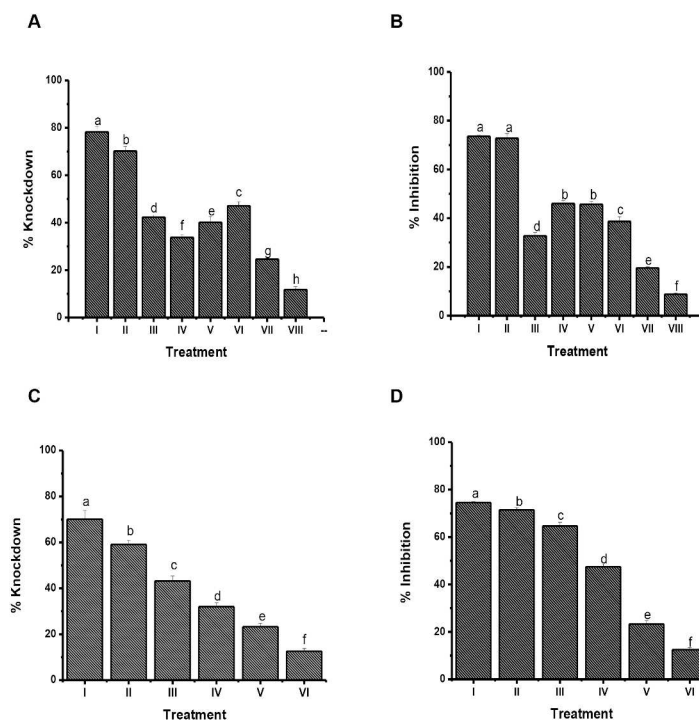 A
B
100
80
60
40
20
0
% Knockdown
a
b
d
f
e
c
g
h
I II III IV V VI VII VIII --
Treatment
100
80
60
40
20
0
% Inhibition
a
a
d
b
b
c
e
f
I II III IV V VI VII VIII
Treatment
C
D
100
80
60
40
20
0
% Knockdown
a
b
c
d
e
f
I II III IV V VI
Treatment
100
80
60
40
20
0
% Inhibition
a
b
c
d
e
f
I II III IV V VI
Treatment